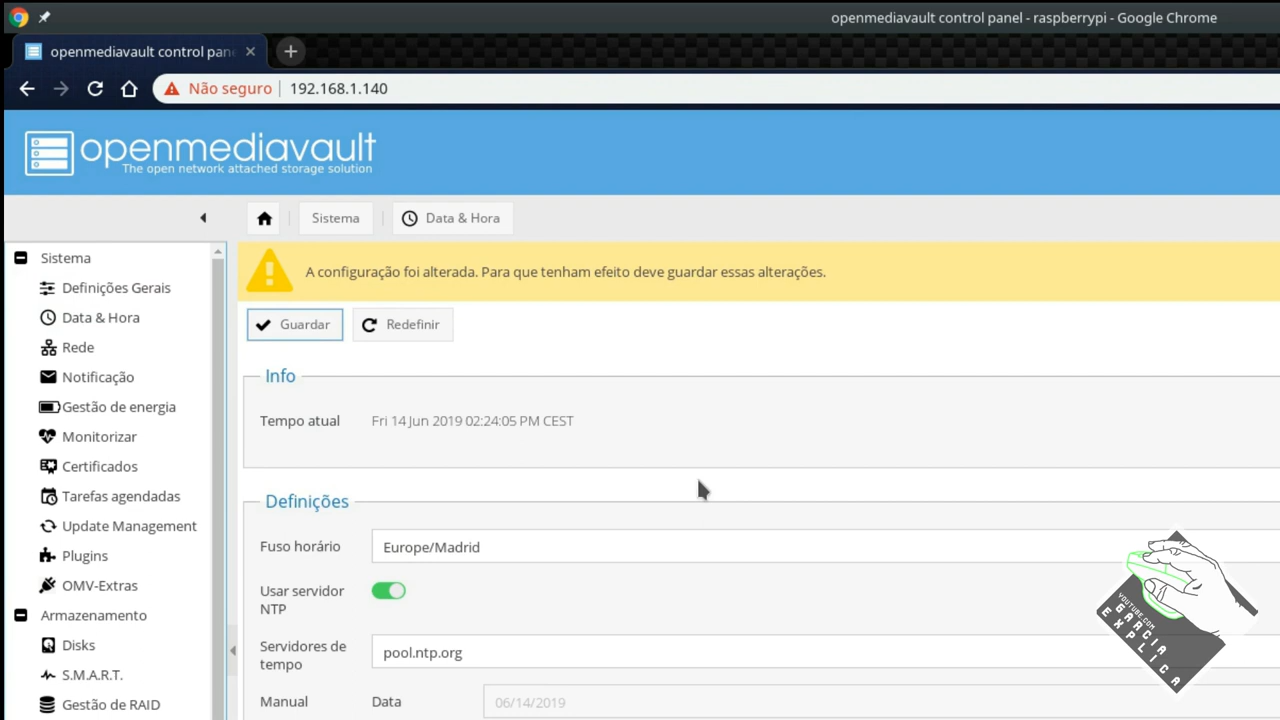 openmediavault control panel - raspberrypi - Google Chrome
openmediavault control pane
Não seguro
192.168.1.140
openmediavault
The open network attached storage solution
Sistema
Data & Hora
Sistema
Definições Gerais
Data & Hora
Rede
Notificação
Gestão de energia
Monitorizar
Certificados
Tarefas agendadas
Update Management
Plugins
OMV-Extras
Armazenamento
Disks
S.M.A.R.T.
Gestão de RAID
A configuração foi alterada. Para que tenham efeito deve guardar essas alterações.
Guardar
Redefinir
Info
Tempo atual
Fri 14 Jun 2019 02:24:05 PM CEST
Definições
Fuso horário
Europe/Madrid
Usar servidor
NTP
Servidores de
tempo
pool.ntp.org
Manual
Data
06/14/2019
YOUTUBE.COM
GARCIA
EXPLICA